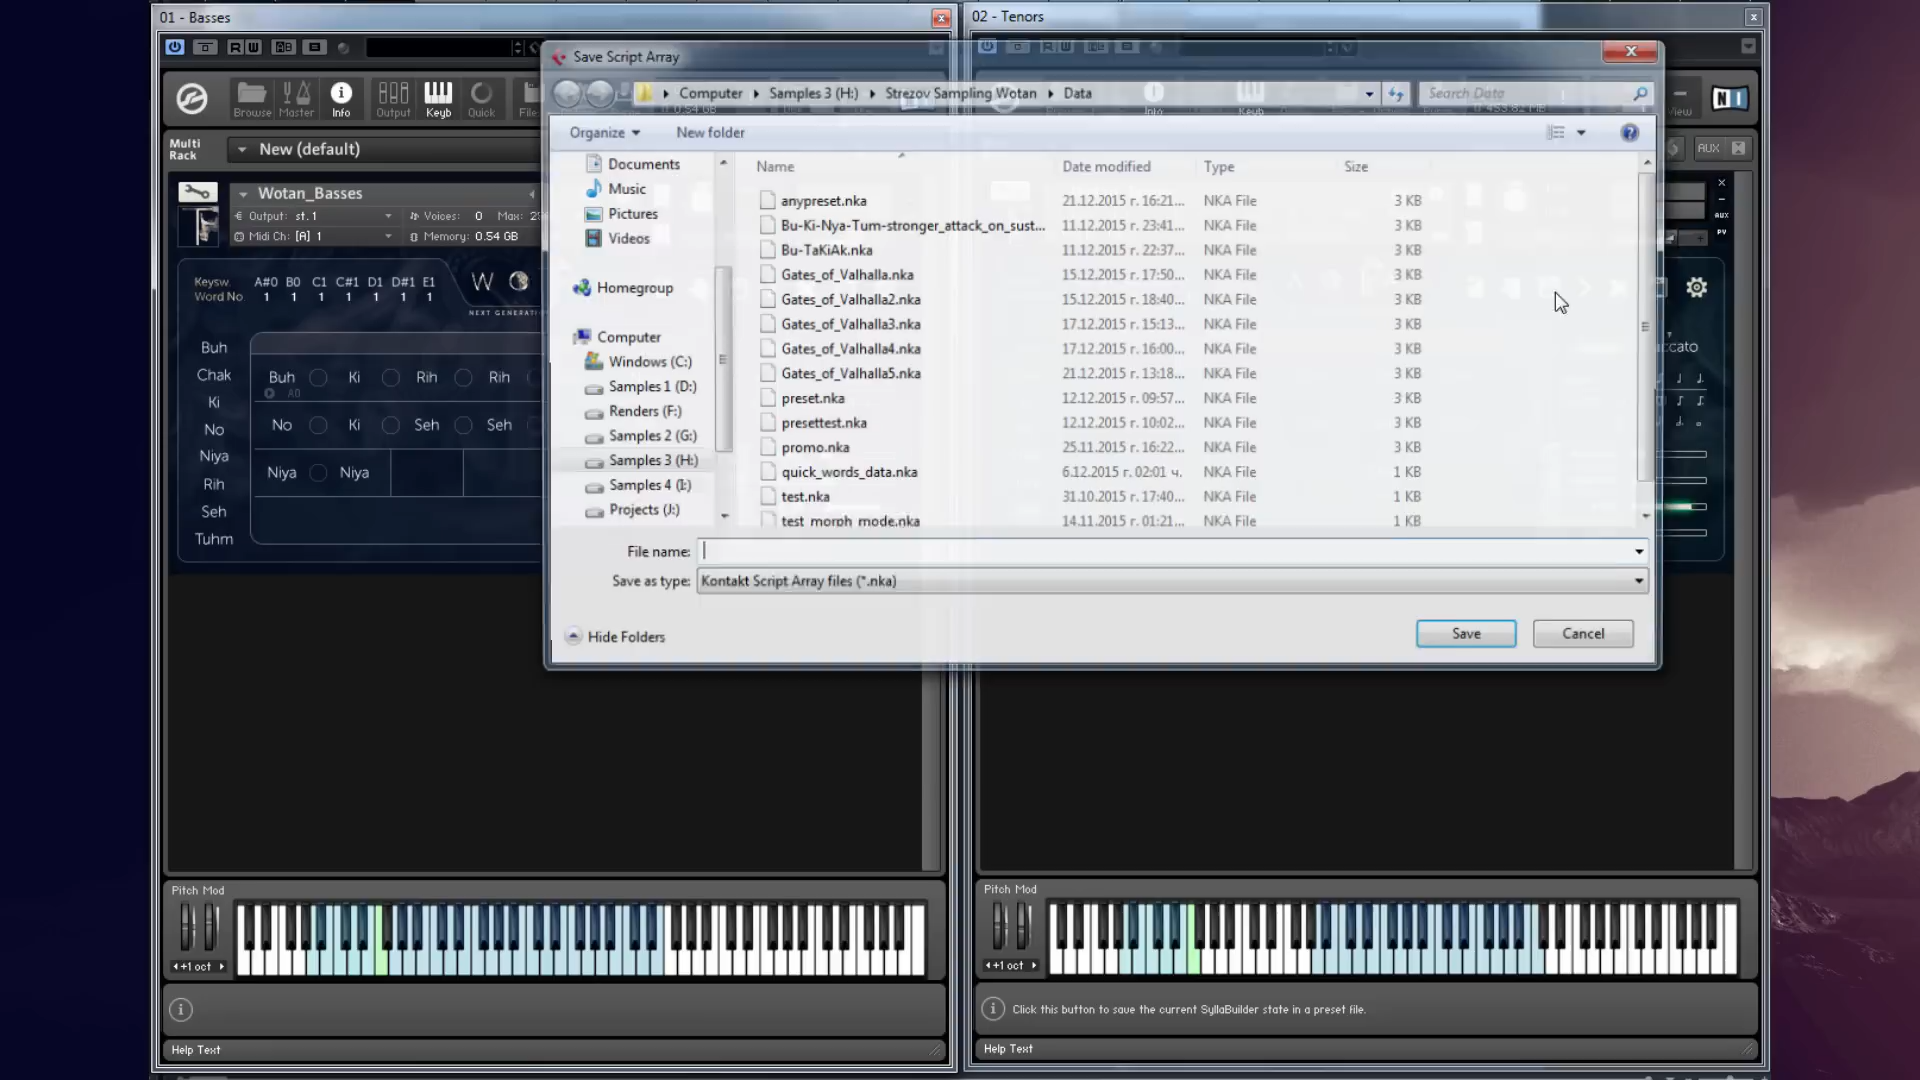 01 - Basses
02 - Tenors
Save Script Array
Computer
Samples 3 (H:)
Strezov Sampling Wotan
Data
Search Data
Browse
Master
Info
Output
Keyb
Quick
Organize
New folder
Multi
Rack
New (default)
AUX
Documents
Music
Pictures
Videos
Homegroup
Computer
Windows (C:)
Samples 1 (D:)
Renders (F:)
Samples 2 (G:)
Samples 3 (H:)
Samples 4 (I:)
Projects (J:)
Name Date modified Type Size
anypreset.nka 21.12.2015 г. 16:21... NKA File 3 KB
Bu-Ki-Nya-Tum-stronger_attack_on_sust... 11.12.2015 г. 23:41... NKA File 3 KB
Bu-TaKiAk.nka 11.12.2015 г. 22:37... NKA File 3 KB
Gates_of_Valhalla.nka 15.12.2015 г. 17:50... NKA File 3 KB
Gates_of_Valhalla2.nka 15.12.2015 г. 18:40... NKA File 3 KB
Gates_of_Valhalla3.nka 17.12.2015 г. 15:13... NKA File 3 KB
Gates_of_Valhalla4.nka 17.12.2015 г. 16:00... NKA File 3 KB
Gates_of_Valhalla5.nka 21.12.2015 г. 13:18... NKA File 3 KB
preset.nka 12.12.2015 г. 09:57... NKA File 3 KB
presettest.nka 12.12.2015 г. 10:02... NKA File 3 KB
promo.nka 25.11.2015 г. 16:22... NKA File 3 KB
quick_words_data.nka 6.12.2015 г. 02:01 ч. NKA File 1 KB
test.nka 31.10.2015 г. 17:40... NKA File 1 KB
test_morph_mode.nka 14.11.2015 г. 01:21... NKA File 1 KB
File name:
Save as type: Kontakt Script Array files (*.nka)
Hide Folders
Save
Cancel
Wotan_Basses
Output: st.1 Voices: 0 Max:
Midi Ch: [A] 1 Memory: 0.54 GB
Keysw. A#0 B0 C1 C#1 D1 D#1 E1
Word No 1 1 1 1 1 1 1
Buh
Chak
Ki
No
Niya
Rih
Seh
Tuhm
Buh Ki Rih Rih
A0
No Ki Seh Seh
Niya Niya
AUX
PV
Pitch Mod
+1 oct
Help Text
Pitch Mod
+1 oct
Click this button to save the current SyllaBuilder state in a preset file.
Help Text